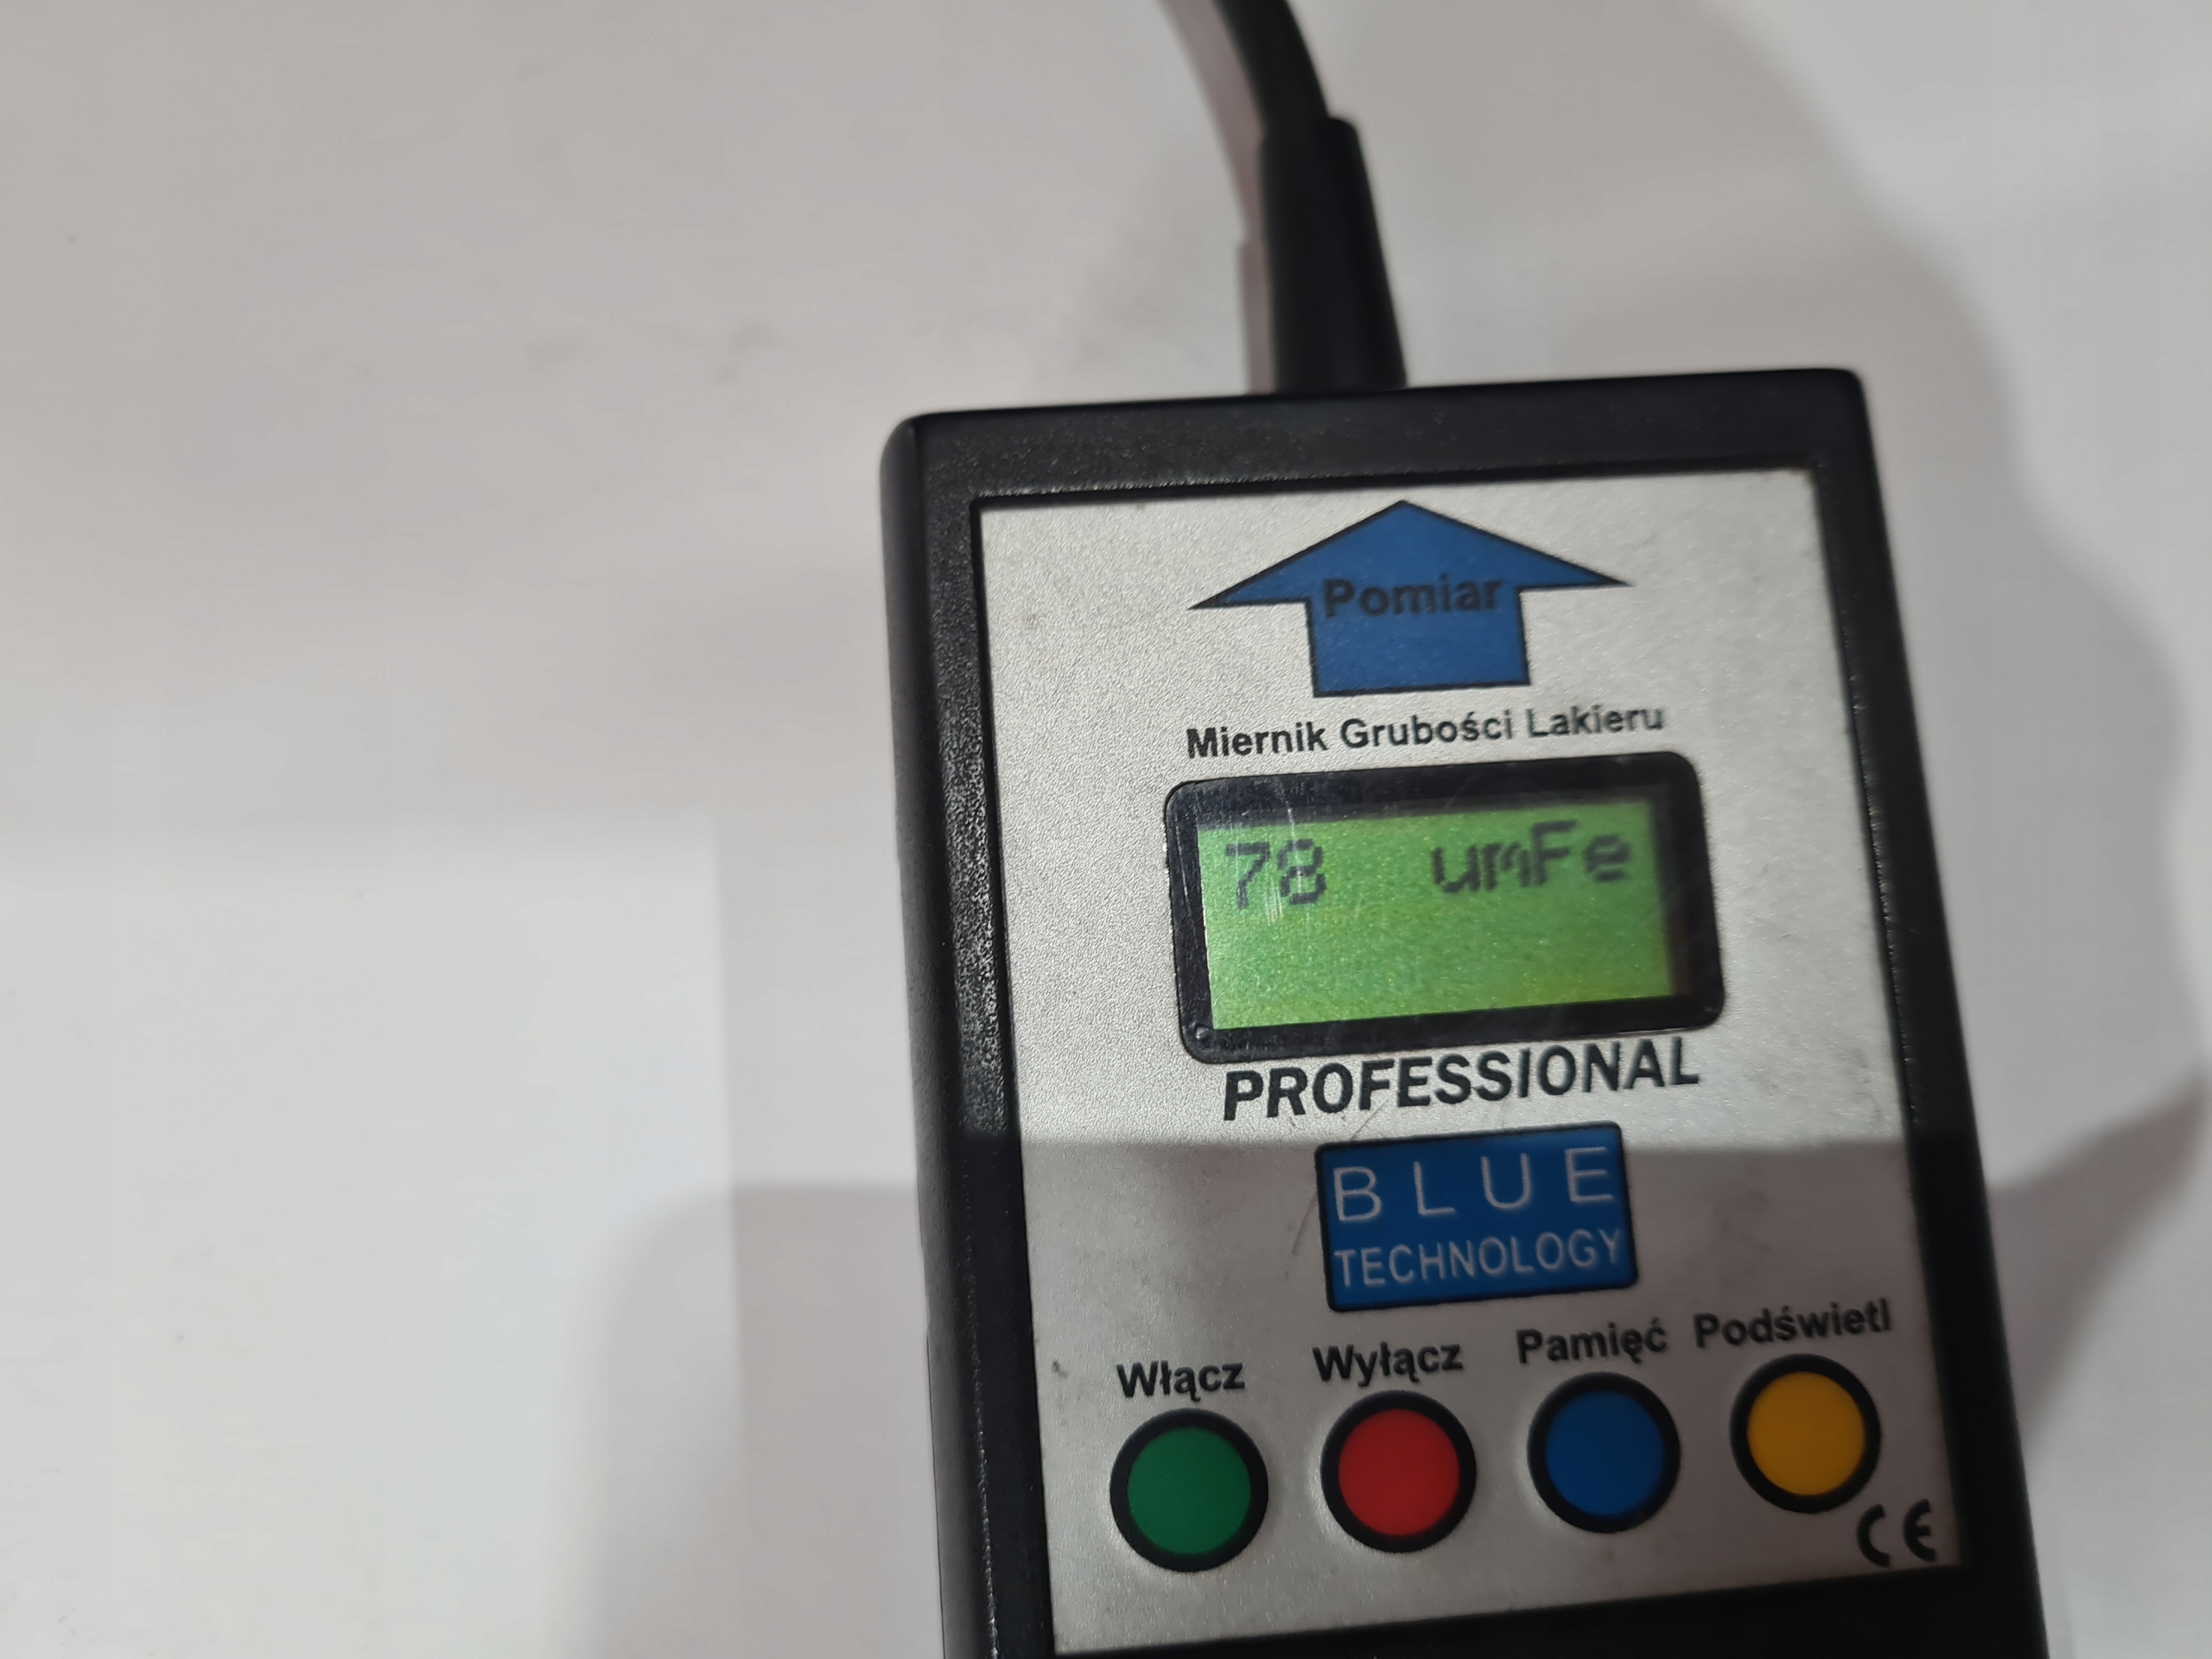 Pomiar
Miernik Grubości Lakieru
78 umFe
PROFESSIONAL
BLUE
TECHNOLOGY
Włącz Wyłącz Pamięć Podświetl
CE